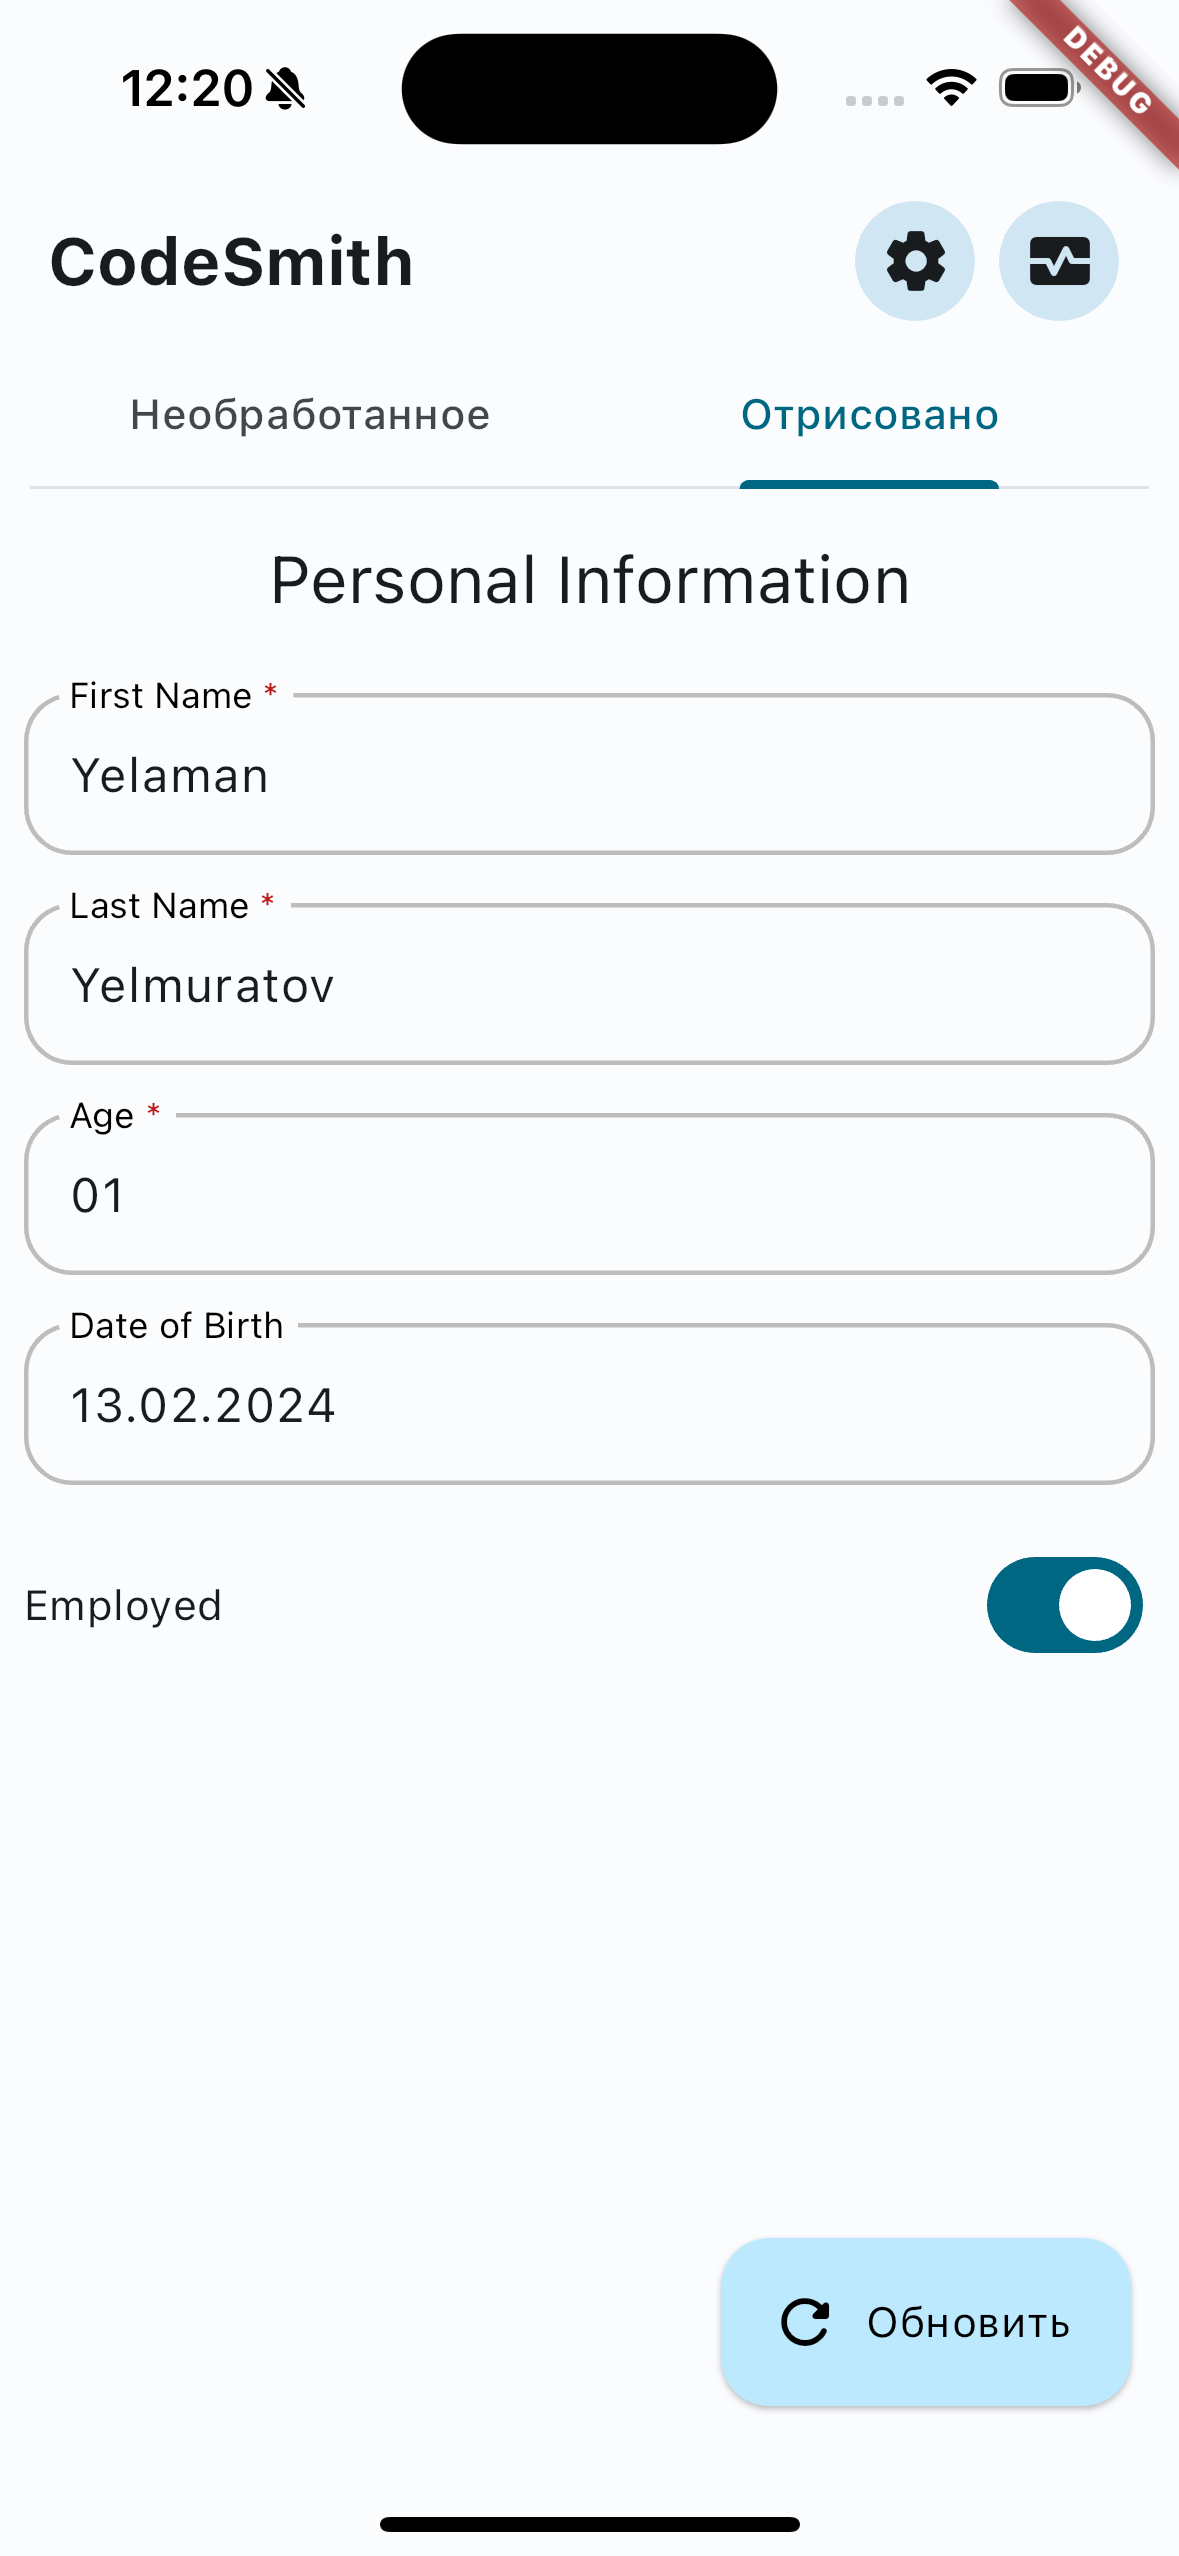 12:20
DEBUG
CodeSmith
Необработанное
Отрисовано
Personal Information
First Name *
Yelaman
Last Name *
Yelmuratov
Age *
01
Date of Birth
13.02.2024
Employed
Обновить